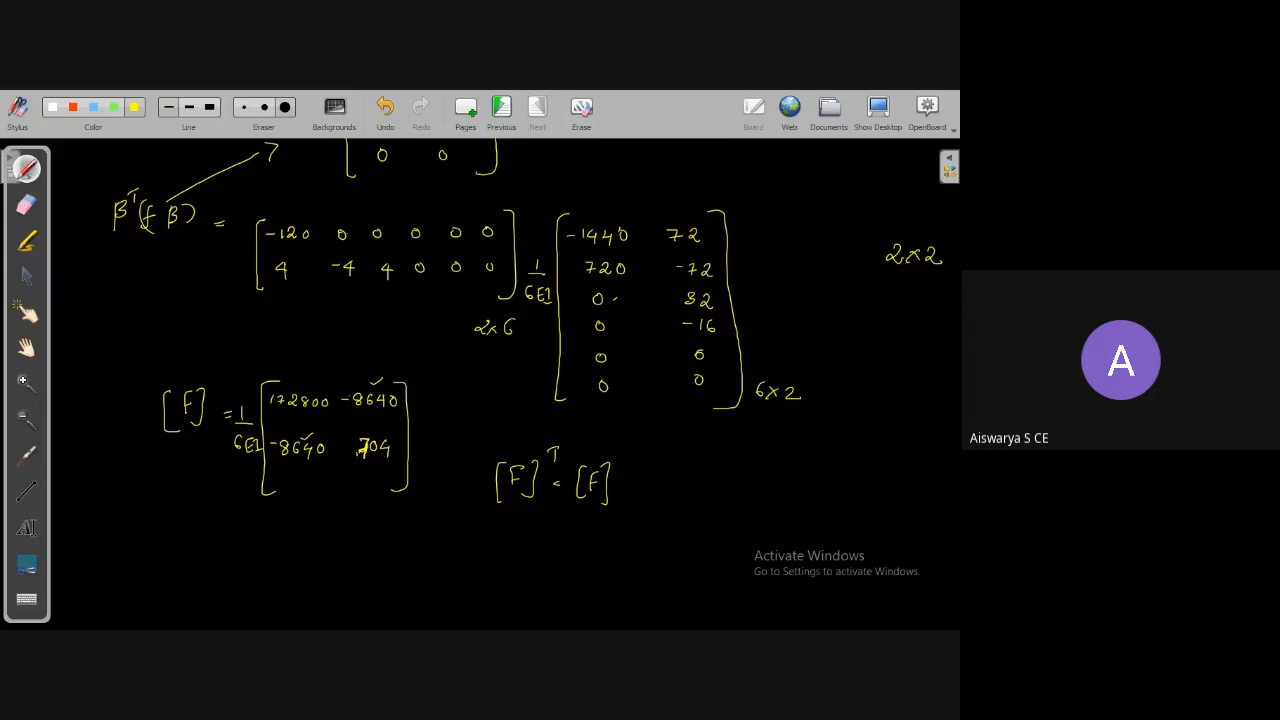 Stylus Color Line Eraser Backgrounds Undo Redo Pages Previous Next Erase Board Web Documents Show Desktop OpenBoard
0 0
βᵀ(f β) =
-120 0 0 0 0 0
4 -4 4 0 0 0
2×6
1
6EI
-1440 72
720 -72
0 32
0 -16
0 0
0 0
6×2
2×2
[F] = 1
6EI
172800 -8640
-8640 704
[F]ᵀ = [F]
A
Aiswarya S CE
Activate Windows
Go to Settings to activate Windows.